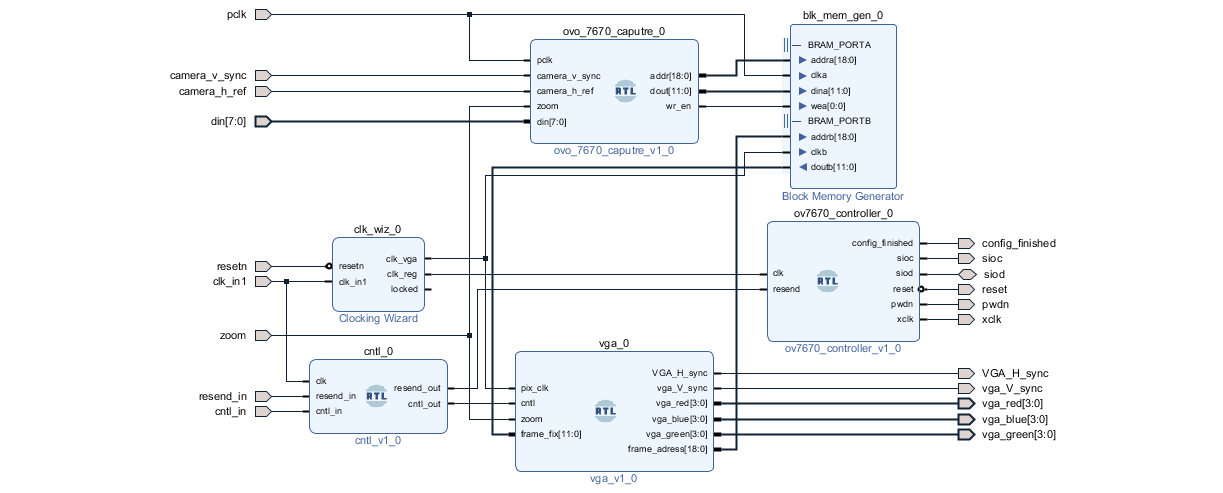 pclk
camera_v_sync
camera_h_ref
din[7:0]
ovo_7670_caputre_0
pclk
camera_v_sync
camera_h_ref
zoom
din[7:0]
addr[18:0]
dout[11:0]
wr_en
RTL
ovo_7670_caputre_v1_0
blk_mem_gen_0
BRAM_PORTA
addra[18:0]
clka
dina[11:0]
wea[0:0]
BRAM_PORTB
addrb[18:0]
clkb
doutb[11:0]
Block Memory Generator
resetn
clk_in1
clk_wiz_0
resetn
clk_in1
clk_vga
clk_reg
locked
Clocking Wizard
ov7670_controller_0
clk
resend
RTL
config_finished
sioc
siod
reset
pwdn
xclk
ov7670_controller_v1_0
config_finished
sioc
siod
reset
pwdn
xclk
zoom
resend_in
cntl_in
cntl_0
clk
resend_in
cntl_in
RTL
resend_out
cntl_out
cntl_v1_0
vga_0
pix_clk
cntl
zoom
frame_fix[11:0]
RTL
VGA_H_sync
vga_V_sync
vga_red[3:0]
vga_blue[3:0]
vga_green[3:0]
frame_adress[18:0]
vga_v1_0
VGA_H_sync
vga_V_sync
vga_red[3:0]
vga_blue[3:0]
vga_green[3:0]